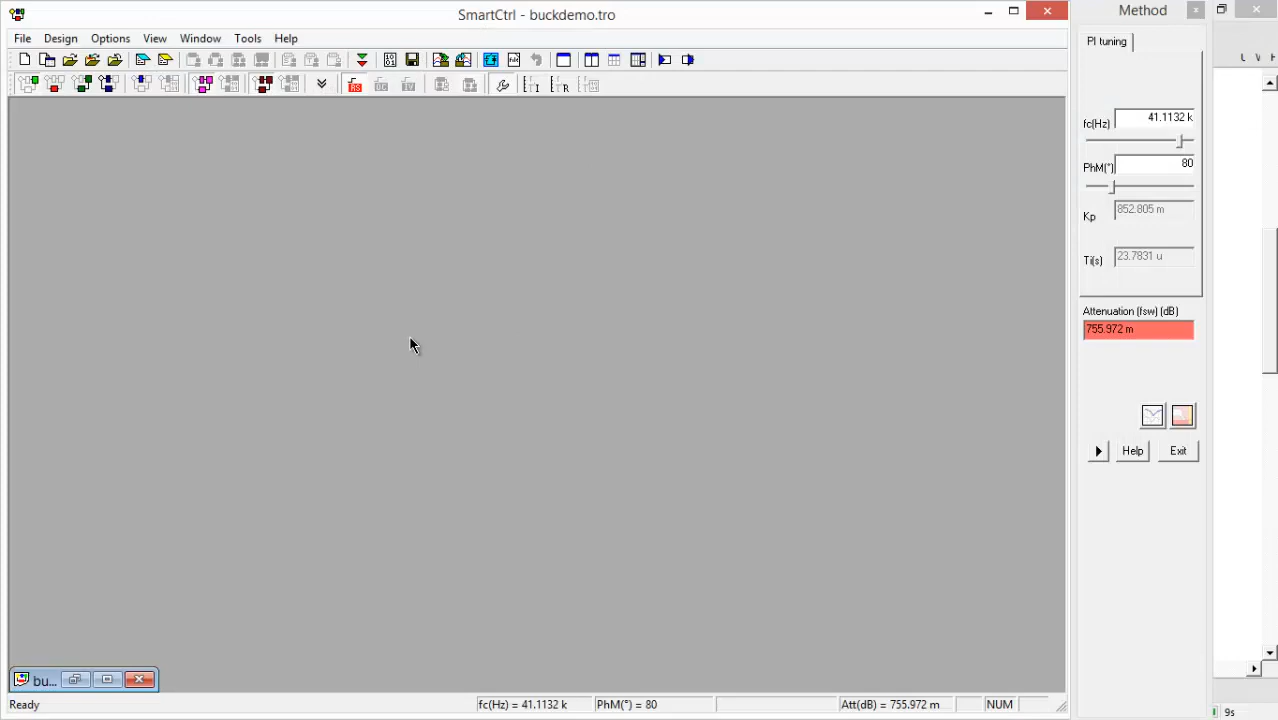 SmartCtrl - buckdemo.tro
File Design Options View Window Tools Help
Method
PI tuning
fc(Hz) 41.1132 k
PhM(°) 80
Kp 852.805 m
Ti(s) 23.7831 u
Attenuation (fsw) (dB)
755.972 m
Help Exit
bu...
Ready fc(Hz) = 41.1132 k PhM(°) = 80 Att(dB) = 755.972 m NUM
9s